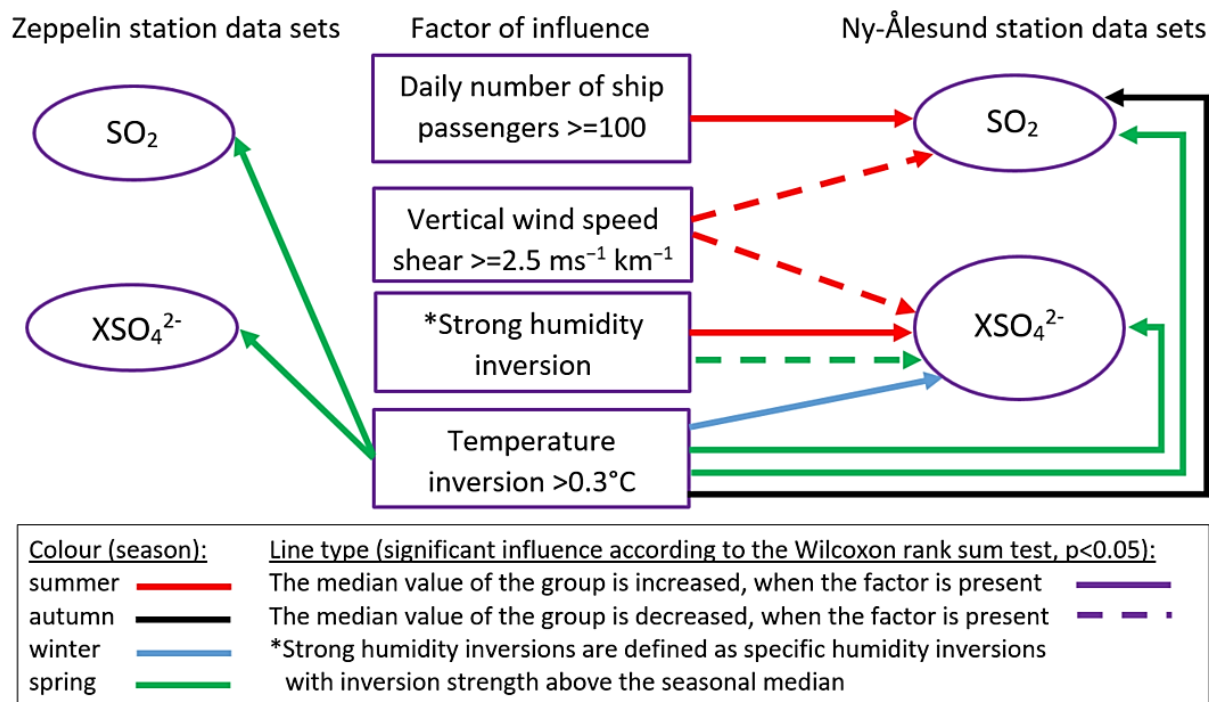 Zeppelin station data sets
Factor of influence
Ny-Ålesund station data sets
Daily number of ship
passengers >=100
SO₂
SO₂
Vertical wind speed
shear >=2.5 ms⁻¹ km⁻¹
XSO₄²⁻
*Strong humidity
inversion
XSO₄²⁻
Temperature
inversion >0.3°C
Colour (season):
summer
autumn
winter
spring
Line type (significant influence according to the Wilcoxon rank sum test, p<0.05):
The median value of the group is increased, when the factor is present
The median value of the group is decreased, when the factor is present
*Strong humidity inversions are defined as specific humidity inversions
with inversion strength above the seasonal median